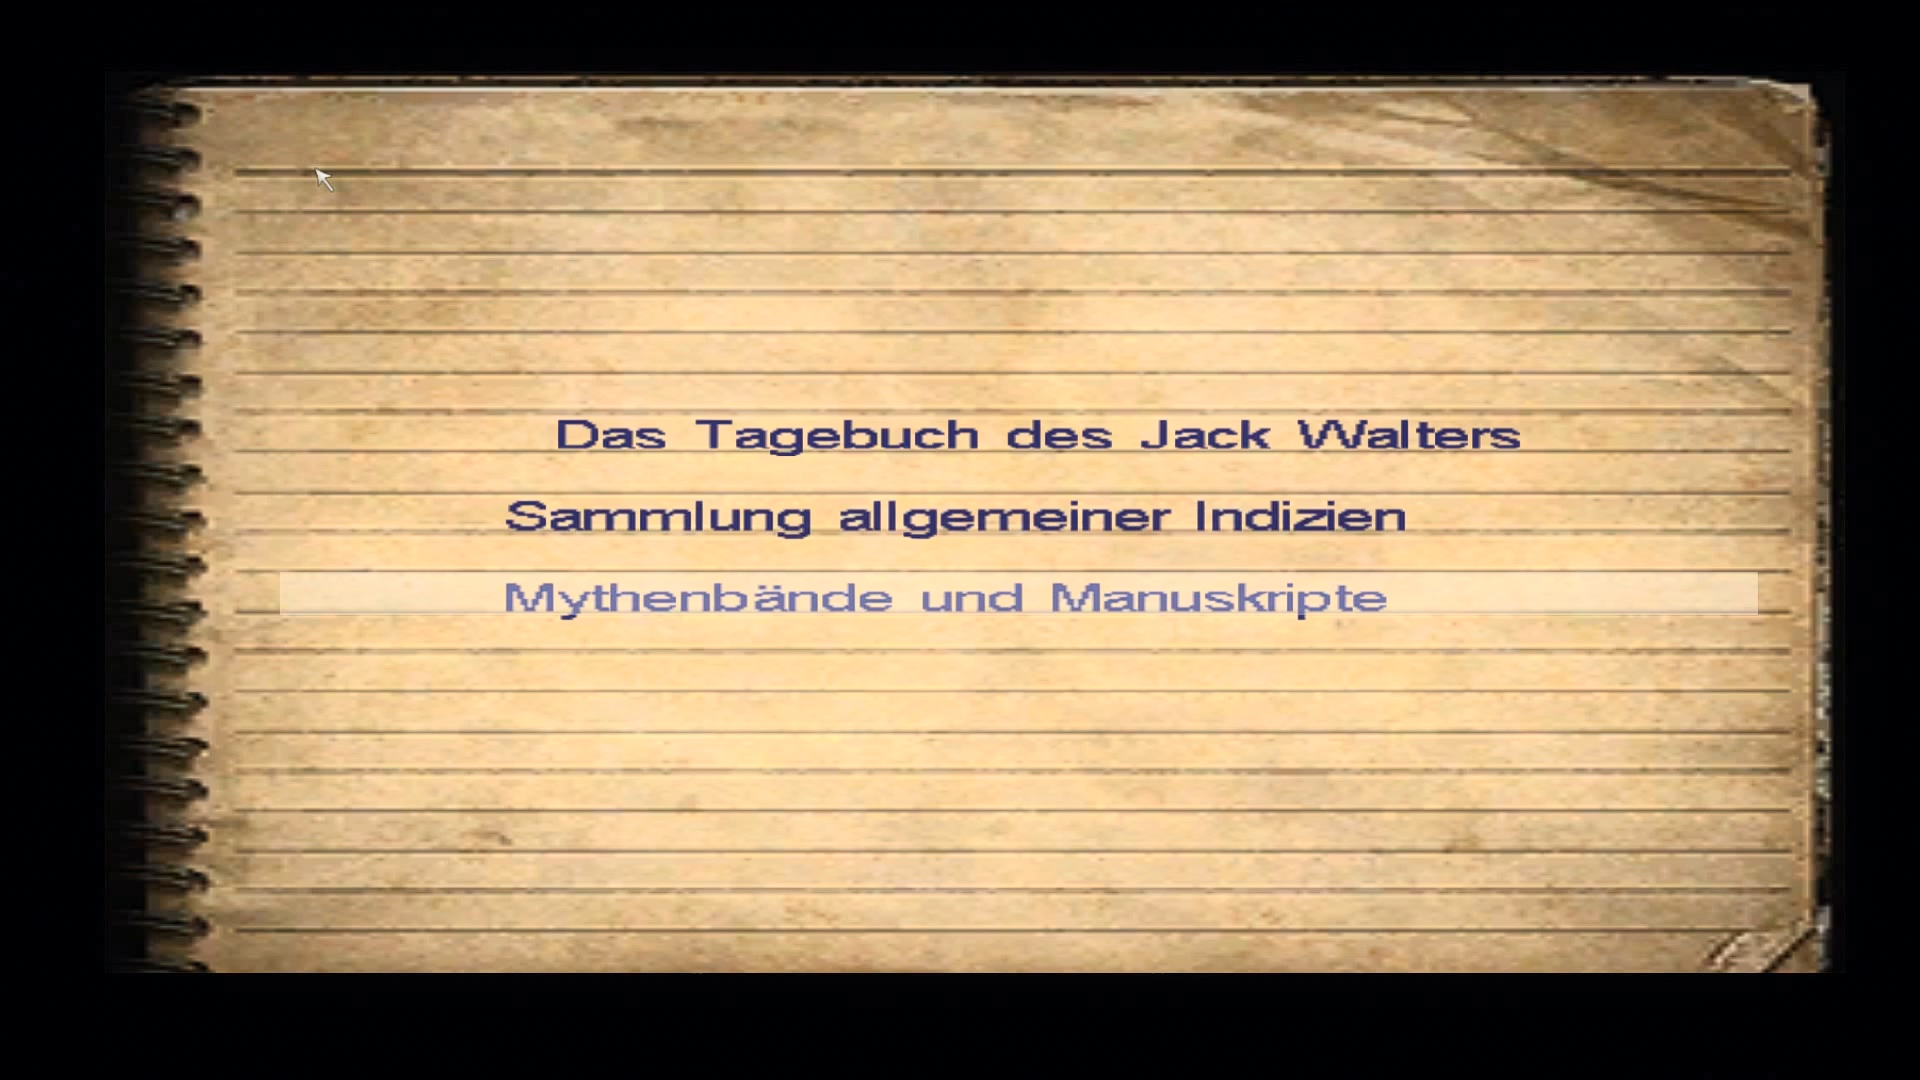 Das Tagebuch des Jack Walters
Sammlung allgemeiner Indizien
Mythenbände und Manuskripte